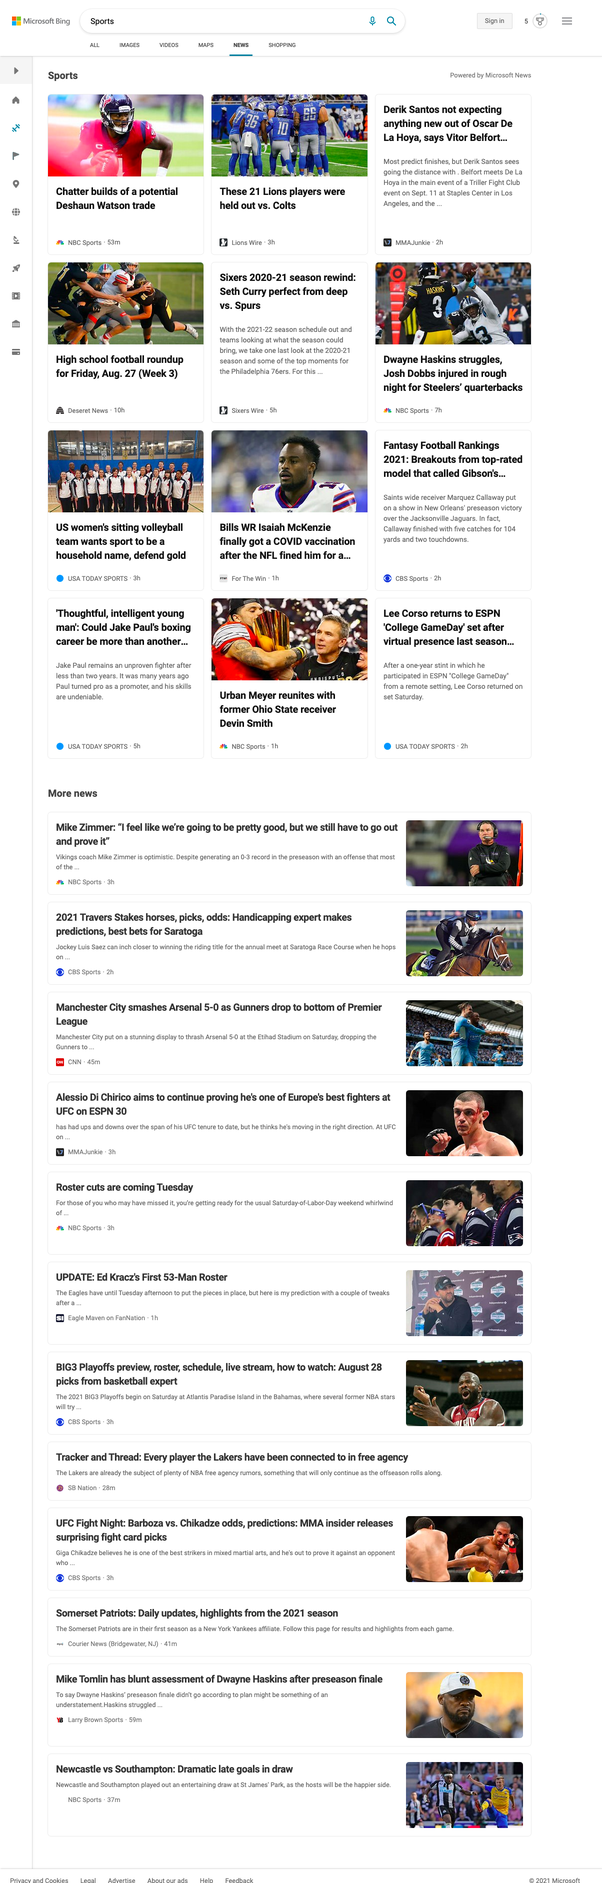 Microsoft Bing
Sports
Sign in
5
ALL
IMAGES
VIDEOS
MAPS
NEWS
SHOPPING
Sports
Powered by Microsoft News
Chatter builds of a potential
Deshaun Watson trade
NBC Sports · 53m
These 21 Lions players were
held out vs. Colts
Lions Wire · 3h
Derik Santos not expecting
anything new out of Oscar De
La Hoya, says Vitor Belfort...
Most predict finishes, but Derik Santos sees
going the distance with . Belfort meets De La
Hoya in the main event of a Triller Fight Club
event on Sept. 11 at Staples Center in Los
Angeles, and the ...
MMAJunkie · 2h
High school football roundup
for Friday, Aug. 27 (Week 3)
Deseret News · 10h
Sixers 2020-21 season rewind:
Seth Curry perfect from deep
vs. Spurs
With the 2021-22 season schedule out and
teams looking at what the season could
bring, we take one last look at the 2020-21
season and some of the top moments for
the Philadelphia 76ers. For this ...
Sixers Wire · 5h
HASKINS
3
3
Dwayne Haskins struggles,
Josh Dobbs injured in rough
night for Steelers' quarterbacks
NBC Sports · 7h
US women's sitting volleyball
team wants sport to be a
household name, defend gold
USA TODAY SPORTS · 3h
Bills WR Isaiah McKenzie
finally got a COVID vaccination
after the NFL fined him for a...
For The Win · 1h
Fantasy Football Rankings
2021: Breakouts from top-rated
model that called Gibson's...
Saints wide receiver Marquez Callaway put
on a show in New Orleans' preseason victory
over the Jacksonville Jaguars. In fact,
Callaway finished with five catches for 104
yards and two touchdowns.
CBS Sports · 2h
'Thoughtful, intelligent young
man': Could Jake Paul's boxing
career be more than another...
Jake Paul remains an unproven fighter after
less than two years. It was many years ago
Paul turned pro as a promoter, and his skills
are undeniable.
USA TODAY SPORTS · 5h
Urban Meyer reunites with
former Ohio State receiver
Devin Smith
NBC Sports · 1h
Lee Corso returns to ESPN
'College GameDay' set after
virtual presence last season...
After a one-year stint in which he
participated in ESPN "College GameDay"
from a remote setting, Lee Corso returned on
set Saturday.
USA TODAY SPORTS · 2h
More news
Mike Zimmer: “I feel like we’re going to be pretty good, but we still have to go out
and prove it”
Vikings coach Mike Zimmer is optimistic. Despite generating an 0-3 record in the preseason with an offense that most
of the ...
NBC Sports · 3h
2021 Travers Stakes horses, picks, odds: Handicapping expert makes
predictions, best bets for Saratoga
Jockey Luis Saez can inch closer to winning the riding title for the annual meet at Saratoga Race Course when he hops
on ...
CBS Sports · 2h
Manchester City smashes Arsenal 5-0 as Gunners drop to bottom of Premier
League
Manchester City put on a stunning display to thrash Arsenal 5-0 at the Etihad Stadium on Saturday, dropping the
Gunners to ...
CNN · 45m
Alessio Di Chirico aims to continue proving he's one of Europe's best fighters at
UFC on ESPN 30
has had ups and downs over the span of his UFC tenure to date, but he thinks he's moving in the right direction. At UFC
on ...
MMAJunkie · 3h
Roster cuts are coming Tuesday
For those of you who may have missed it, you're getting ready for the usual Saturday-of-Labor-Day weekend whirlwind
of ...
NBC Sports · 3h
UPDATE: Ed Kracz's First 53-Man Roster
The Eagles have until Tuesday afternoon to put the pieces in place, but here is my prediction with a couple of tweaks
after a ...
Eagle Maven on FanNation · 1h
BIG3 Playoffs preview, roster, schedule, live stream, how to watch: August 28
picks from basketball expert
The 2021 BIG3 Playoffs begin on Saturday at Atlantis Paradise Island in the Bahamas, where several former NBA stars
will try ...
CBS Sports · 3h
Tracker and Thread: Every player the Lakers have been connected to in free agency
The Lakers are already the subject of plenty of NBA free agency rumors, something that will only continue as the offseason rolls along.
SB Nation · 28m
UFC Fight Night: Barboza vs. Chikadze odds, predictions: MMA insider releases
surprising fight card picks
Giga Chikadze believes he is one of the best strikers in mixed martial arts, and he's out to prove it against an opponent
who ...
CBS Sports · 3h
Somerset Patriots: Daily updates, highlights from the 2021 season
The Somerset Patriots are in their first season as a New York Yankees affiliate. Follow this page for results and highlights from each game.
Courier News (Bridgewater, NJ) · 41m
Mike Tomlin has blunt assessment of Dwayne Haskins after preseason finale
To say Dwayne Haskins' preseason finale didn't go according to plan might be something of an
understatement.Haskins struggled ...
Larry Brown Sports · 59m
Newcastle vs Southampton: Dramatic late goals in draw
Newcastle and Southampton played out an entertaining draw at St James' Park, as the hosts will be the happier side.
NBC Sports · 37m
Privacy and Cookies
Legal
Advertise
About our ads
Help
Feedback
© 2021 Microsoft